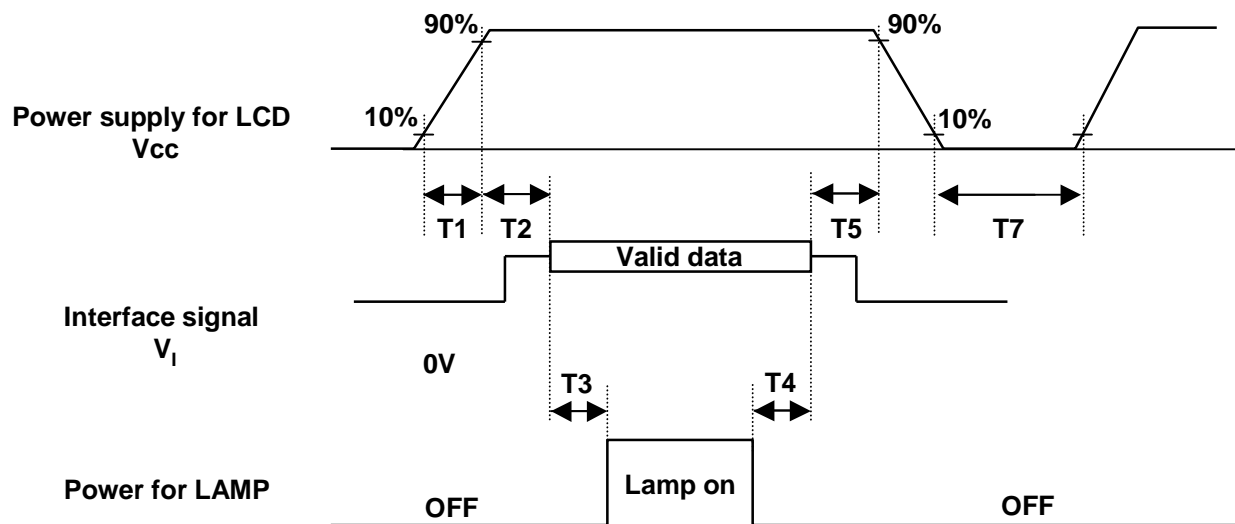 90%
90%
Power supply for LCD
Vcc
10%
10%
T1
T2
T5
T7
Valid data
Interface signal
VI
0V
T3
T4
Power for LAMP
OFF
Lamp on
OFF